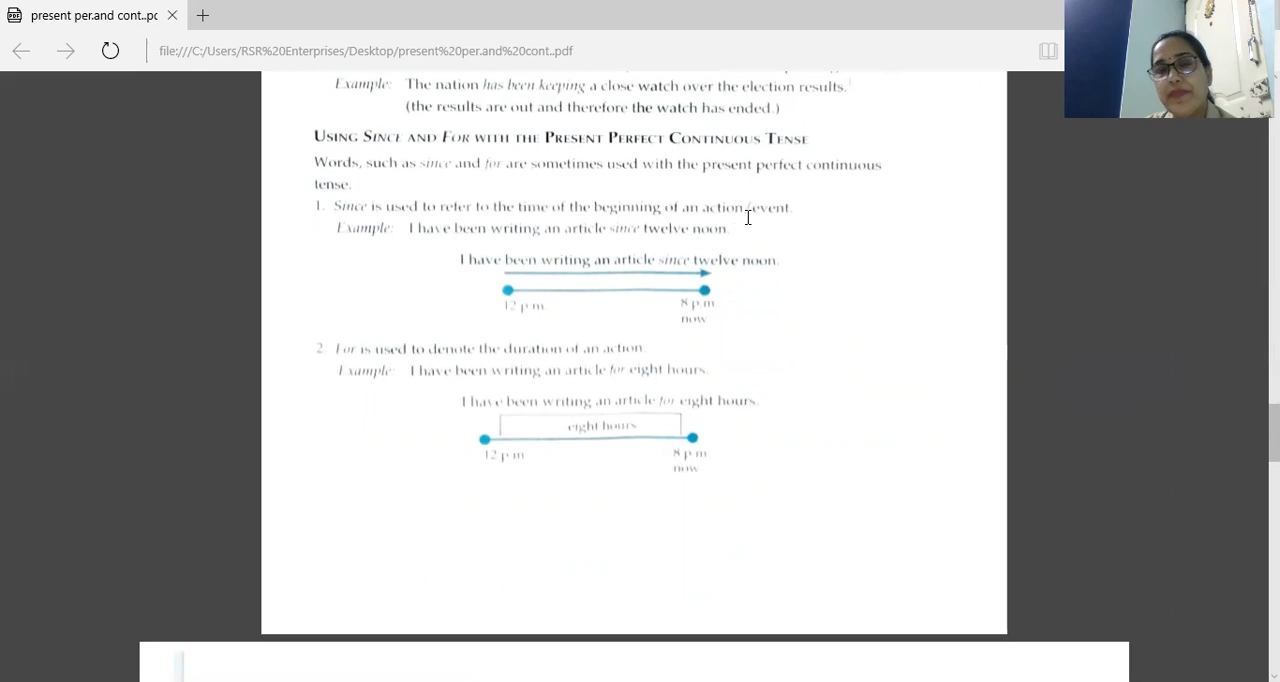 present per.and cont..pc
file:///C:/Users/RSR%20Enterprises/Desktop/present%20per.and%20cont..pdf
Example: The nation has been keeping a close watch over the election results.
(the results are out and therefore the watch has ended.)
USING SINCE AND FOR WITH THE PRESENT PERFECT CONTINUOUS TENSE
Words, such as since and for are sometimes used with the present perfect continuous
tense.
1. Since is used to refer to the time of the beginning of an action/event.
Example: I have been writing an article since twelve noon.
I have been writing an article since twelve noon.
12 p.m. 8 p.m.
now
2. For is used to denote the duration of an action.
Example: I have been writing an article for eight hours.
I have been writing an article for eight hours.
eight hours
12 p.m 8 p.m
now